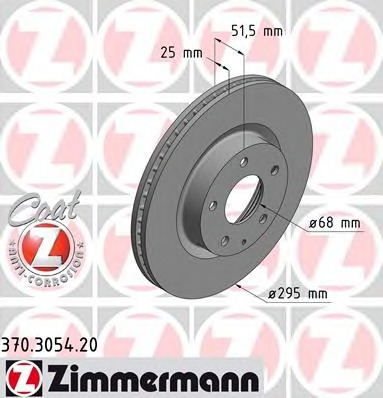 51,5 mm
25 mm
Coat
Z
ANTI-CORROSION
ø68 mm
ø295 mm
370.3054.20
Z Zimmermann